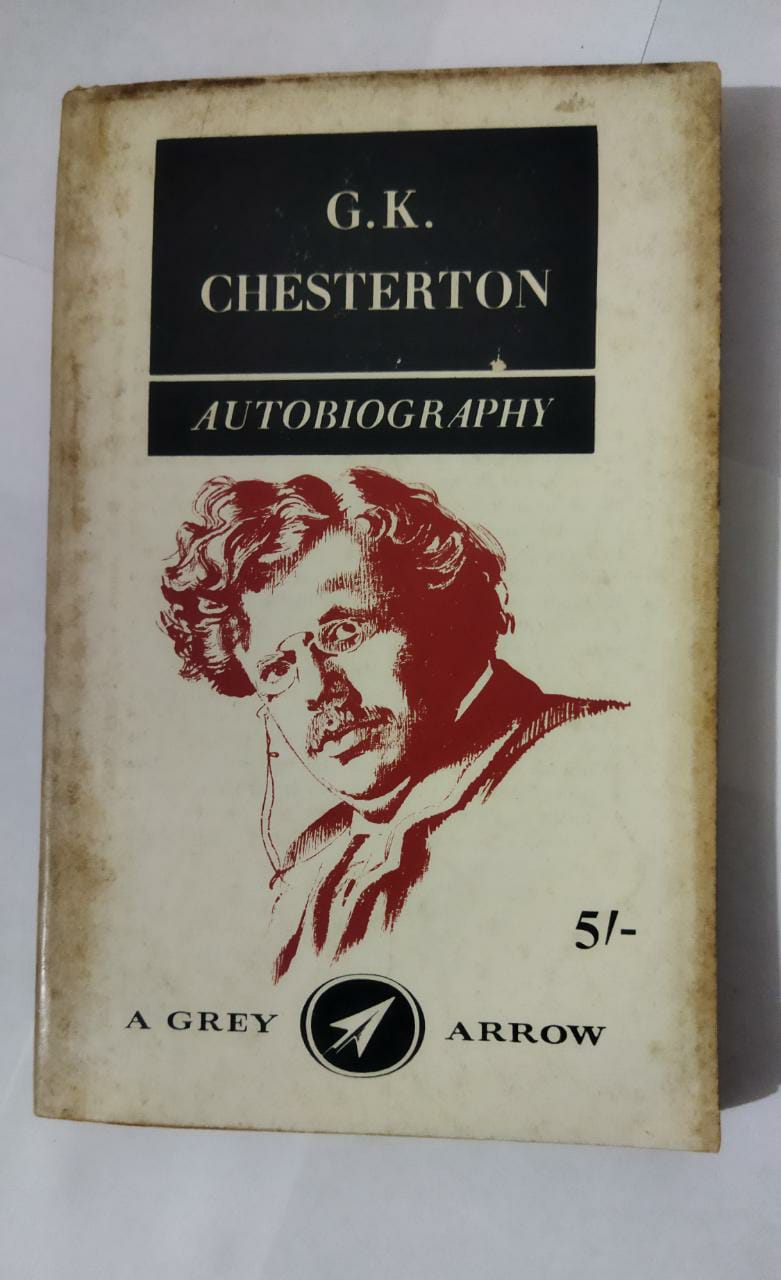 G.K.
CHESTERTON
AUTOBIOGRAPHY
5/-
A GREY ARROW